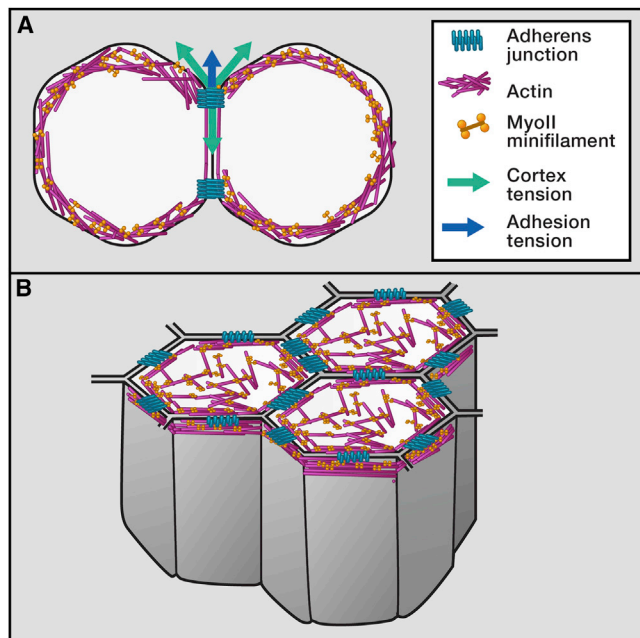 A
Adherens
junction
Actin
MyoII
minifilament
Cortex
tension
Adhesion
tension
B